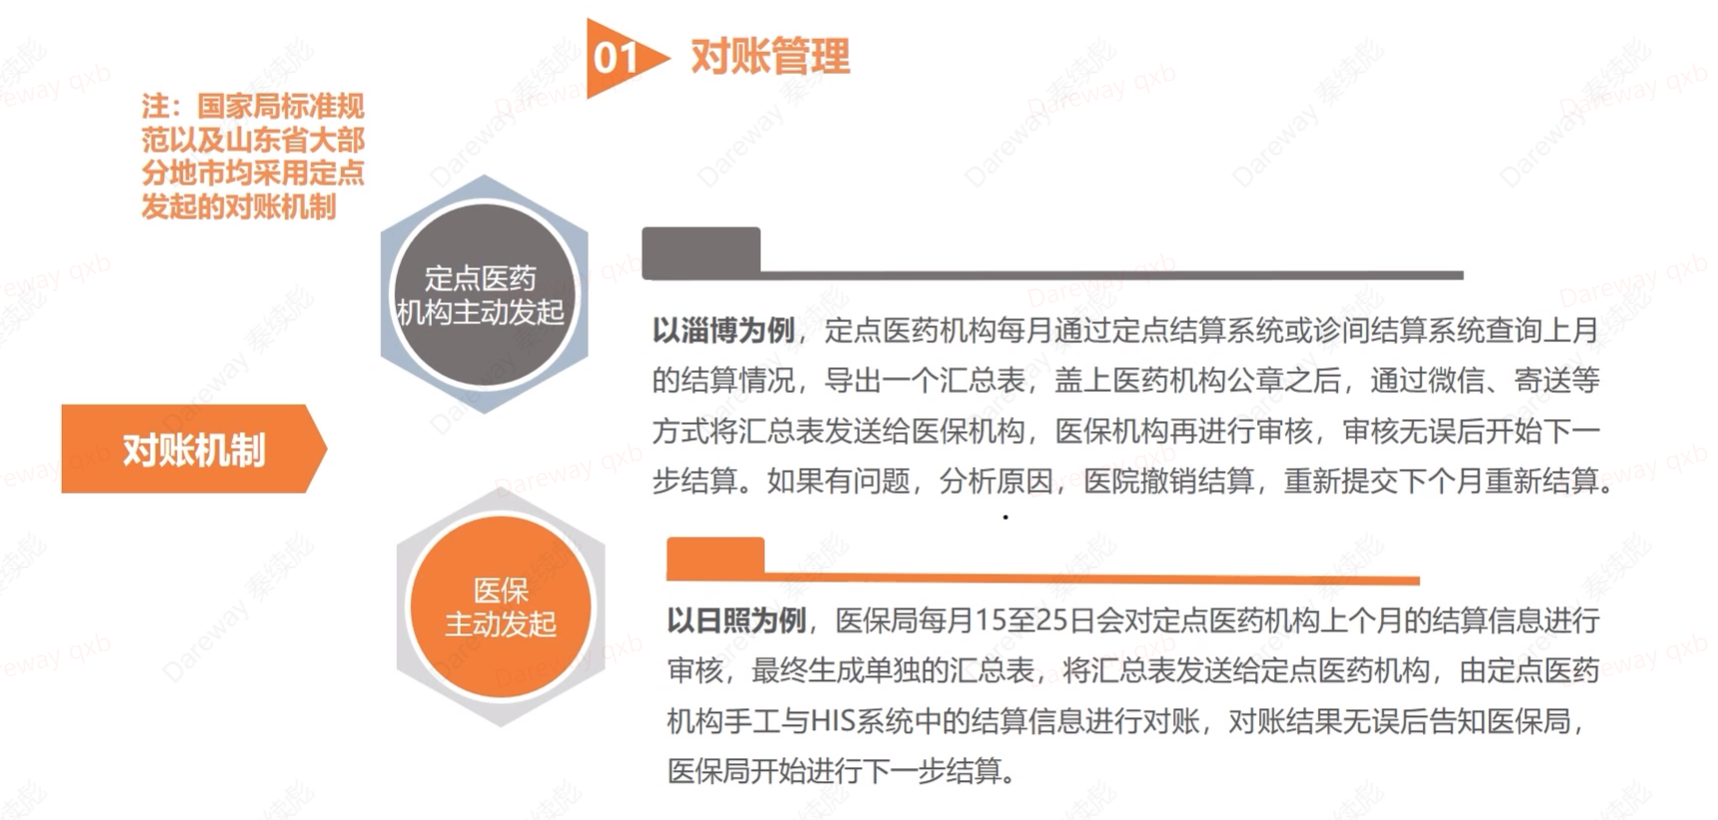 01 对账管理
注：国家局标准规
范以及山东省大部
分地市均采用定点
发起的对账机制
定点医药
机构主动发起
以淄博为例，定点医药机构每月通过定点结算系统或诊间结算系统查询上月
的结算情况，导出一个汇总表，盖上医药机构公章之后，通过微信、寄送等
方式将汇总表发送给医保机构，医保机构再进行审核，审核无误后开始下一
步结算。如果有问题，分析原因，医院撤销结算，重新提交下个月重新结算。
对账机制
医保
主动发起
以日照为例，医保局每月15至25日会对定点医药机构上个月的结算信息进行
审核，最终生成单独的汇总表，将汇总表发送给定点医药机构，由定点医药
机构手工与HIS系统中的结算信息进行对账，对账结果无误后告知医保局，
医保局开始进行下一步结算。
Dareway 秦续彪
Dareway qxb